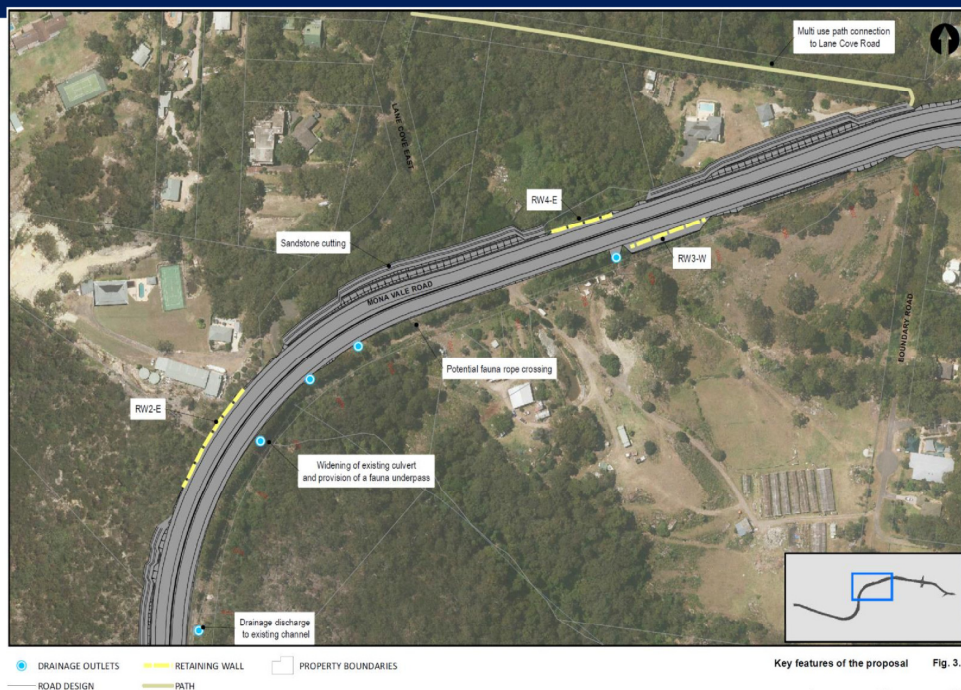 Multi use path connection
to Lane Cove Road
LANE COVE EAST
RW4-E
RW3-W
Sandstone cutting
MONA VALE ROAD
BOUNDARY ROAD
Potential fauna rope crossing
RW2-E
Widening of existing culvert
and provision of a fauna underpass
Drainage discharge
to existing channel
DRAINAGE OUTLETS
RETAINING WALL
PROPERTY BOUNDARIES
ROAD DESIGN
PATH
Key features of the proposal Fig. 3.